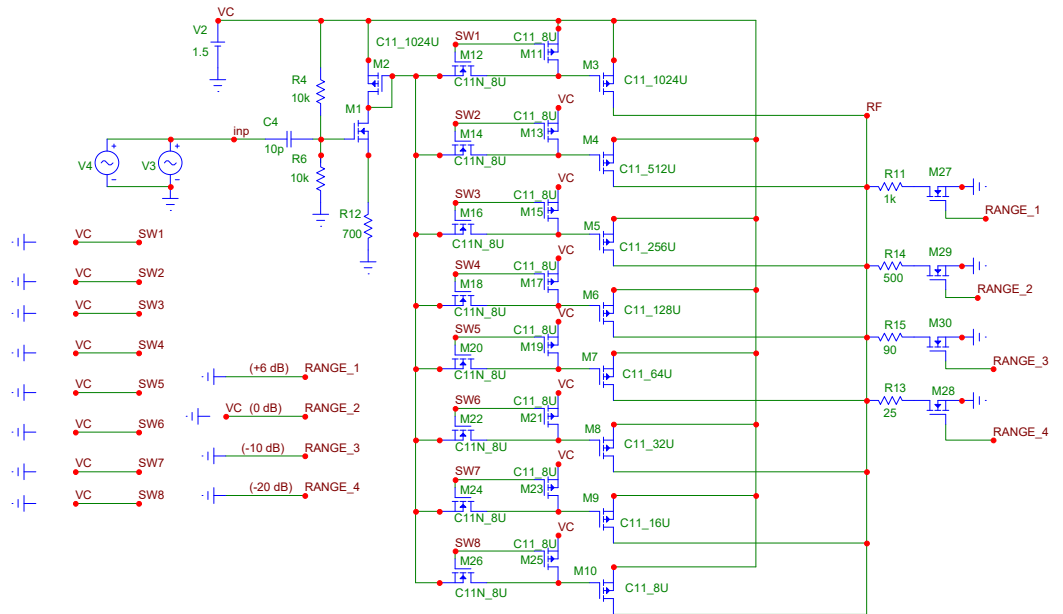 VC
V2
1.5
C11_1024U
M2
R4
10k
M1
C4
inp
10p
R6
10k
V4
V3
R12
700
SW1
C11_8U
M12
M11
C11N_8U
M3
C11_1024U
RF
VC
SW2
C11_8U
M14
M13
C11N_8U
M4
C11_512U
VC
SW3
C11_8U
M16
M15
C11N_8U
M5
C11_256U
VC
SW4
C11_8U
M18
M17
C11N_8U
M6
C11_128U
VC
SW5
C11_8U
M20
M19
C11N_8U
M7
C11_64U
VC
SW6
C11_8U
M22
M21
C11N_8U
M8
C11_32U
VC
SW7
C11_8U
M24
M23
C11N_8U
M9
C11_16U
VC
SW8
C11_8U
M26
M25
C11N_8U
M10
C11_8U
R11
1k
M27
RANGE_1
R14
500
M29
RANGE_2
R15
90
M30
RANGE_3
R13
25
M28
RANGE_4
VC SW1
VC SW2
VC SW3
VC SW4
VC SW5
VC SW6
VC SW7
VC SW8
(+6 dB) RANGE_1
VC (0 dB) RANGE_2
(-10 dB) RANGE_3
(-20 dB) RANGE_4